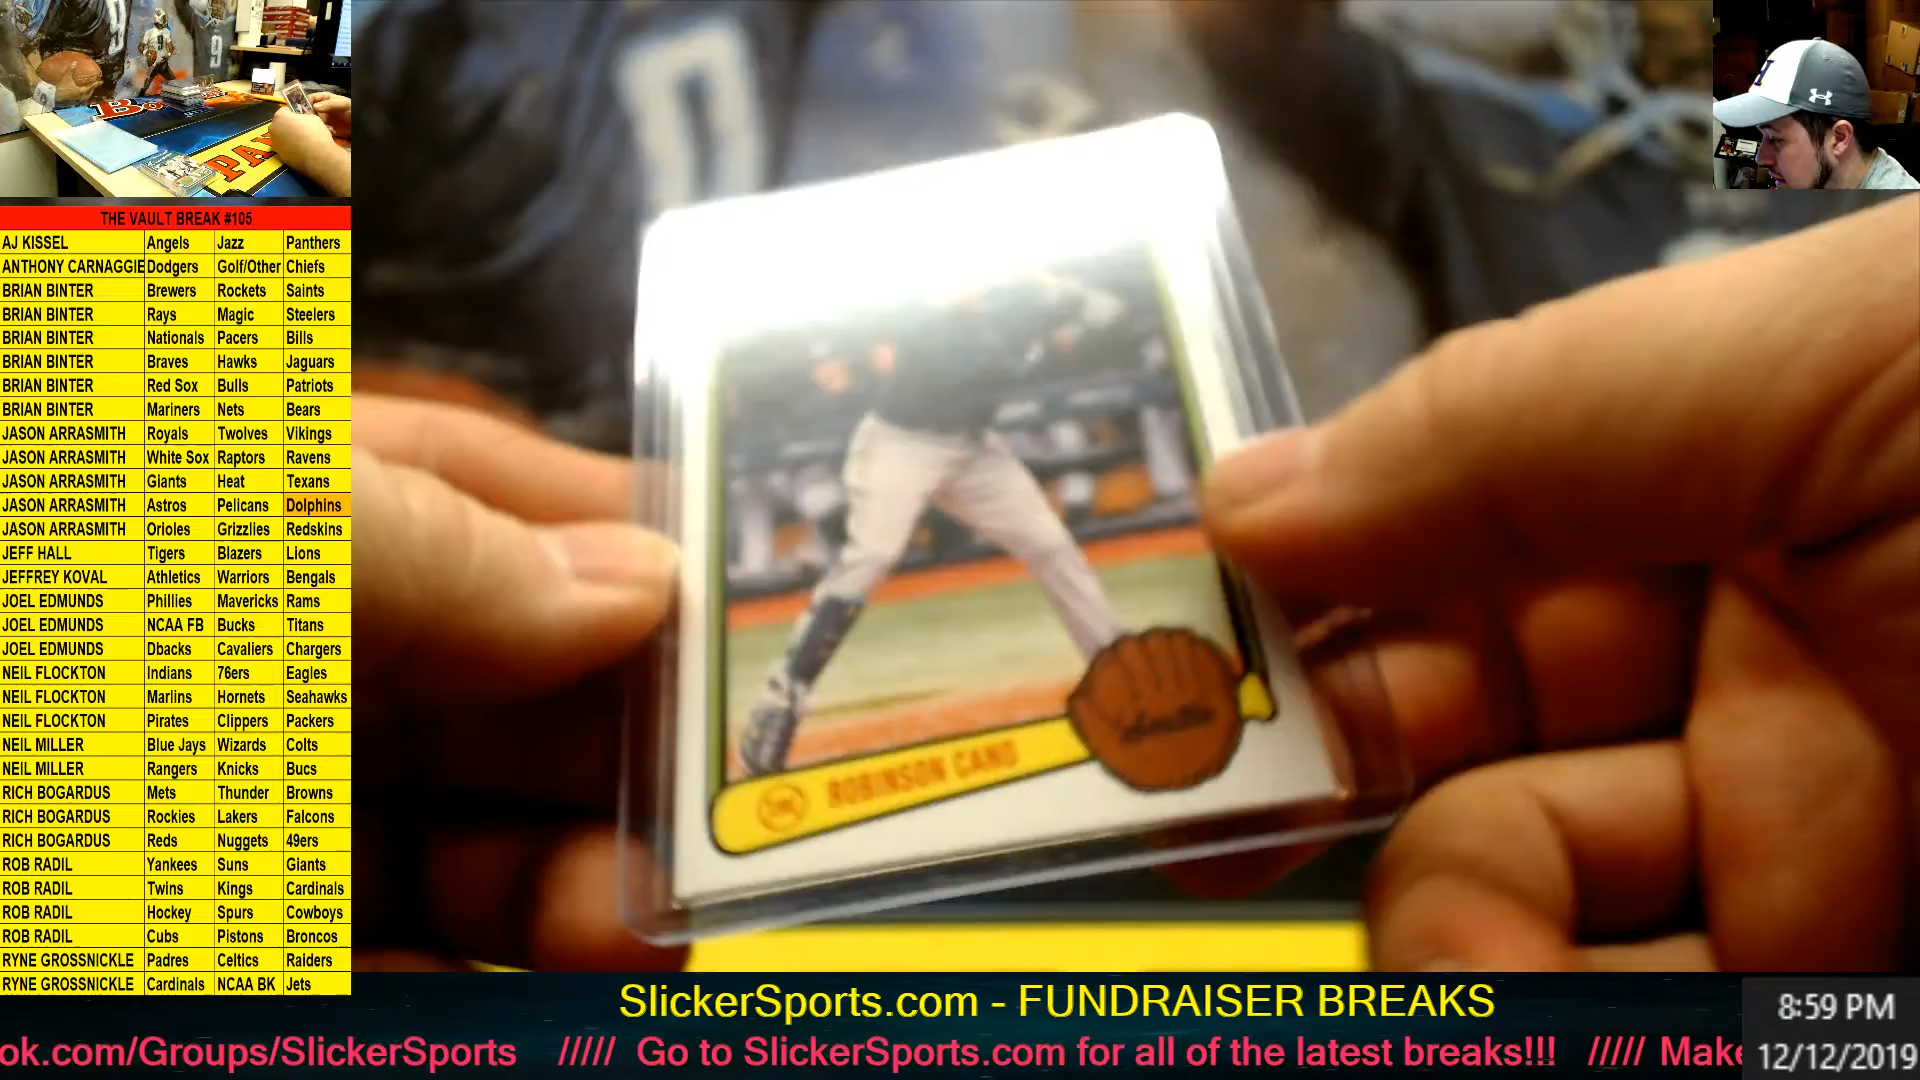 THE VAULT BREAK #105
AJ KISSEL Angels Jazz Panthers
ANTHONY CARNAGGIE Dodgers Golf/Other Chiefs
BRIAN BINTER Brewers Rockets Saints
BRIAN BINTER Rays Magic Steelers
BRIAN BINTER Nationals Pacers Bills
BRIAN BINTER Braves Hawks Jaguars
BRIAN BINTER Red Sox Bulls Patriots
BRIAN BINTER Mariners Nets Bears
JASON ARRASMITH Royals Twolves Vikings
JASON ARRASMITH White Sox Raptors Ravens
JASON ARRASMITH Giants Heat Texans
JASON ARRASMITH Astros Pelicans Dolphins
JASON ARRASMITH Orioles Grizzlies Redskins
JEFF HALL Tigers Blazers Lions
JEFFREY KOVAL Athletics Warriors Bengals
JOEL EDMUNDS Phillies Mavericks Rams
JOEL EDMUNDS NCAA FB Bucks Titans
JOEL EDMUNDS Dbacks Cavaliers Chargers
NEIL FLOCKTON Indians 76ers Eagles
NEIL FLOCKTON Marlins Hornets Seahawks
NEIL FLOCKTON Pirates Clippers Packers
NEIL MILLER Blue Jays Wizards Colts
NEIL MILLER Rangers Knicks Bucs
RICH BOGARDUS Mets Thunder Browns
RICH BOGARDUS Rockies Lakers Falcons
RICH BOGARDUS Reds Nuggets 49ers
ROB RADIL Yankees Suns Giants
ROB RADIL Twins Kings Cardinals
ROB RADIL Hockey Spurs Cowboys
ROB RADIL Cubs Pistons Broncos
RYNE GROSSNICKLE Padres Celtics Raiders
RYNE GROSSNICKLE Cardinals NCAA BK Jets
ROBINSON CANO
SlickerSports.com - FUNDRAISER BREAKS
ok.com/Groups/SlickerSports ///// Go to SlickerSports.com for all of the latest breaks!!! ///// Make
8:59 PM
12/12/2019